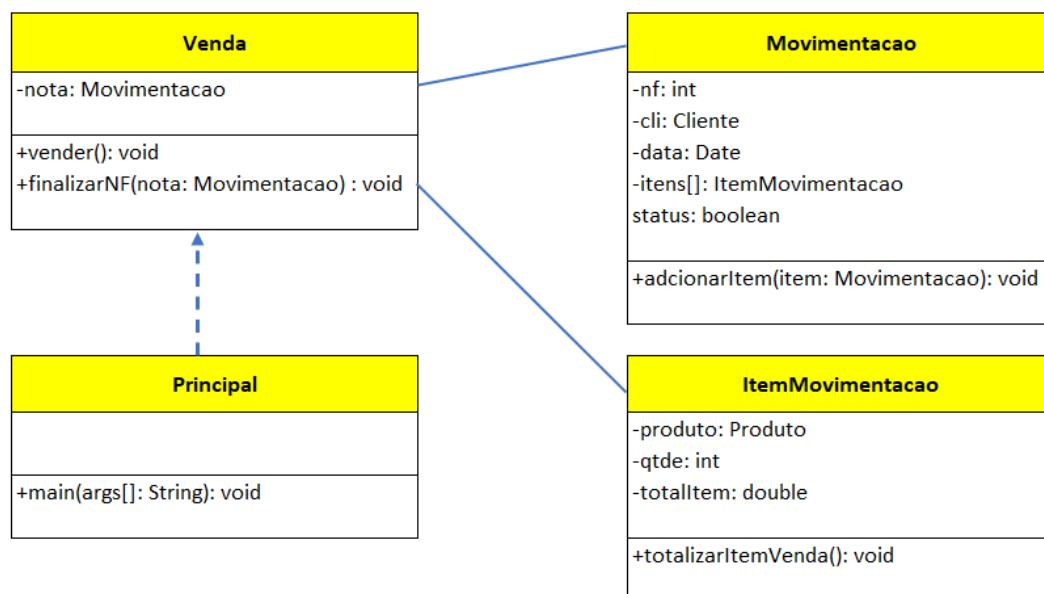 Venda
-nota: Movimentacao
+vender(): void
+finalizarNF(nota: Movimentacao) : void
Movimentacao
-nf: int
-cli: Cliente
-data: Date
-itens[]: ItemMovimentacao
status: boolean
+adcionarItem(item: Movimentacao): void
Principal
+main(args[]: String): void
ItemMovimentacao
-produto: Produto
-qtde: int
-totalItem: double
+totalizarItemVenda(): void